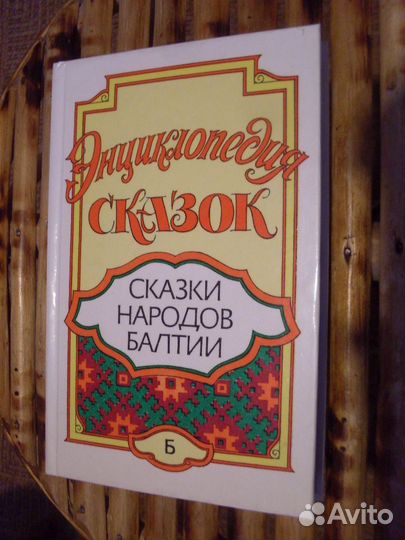 Энциклопедия
СКАЗОК
СКАЗКИ
НАРОДОВ
БАЛТИИ
Б
Avito